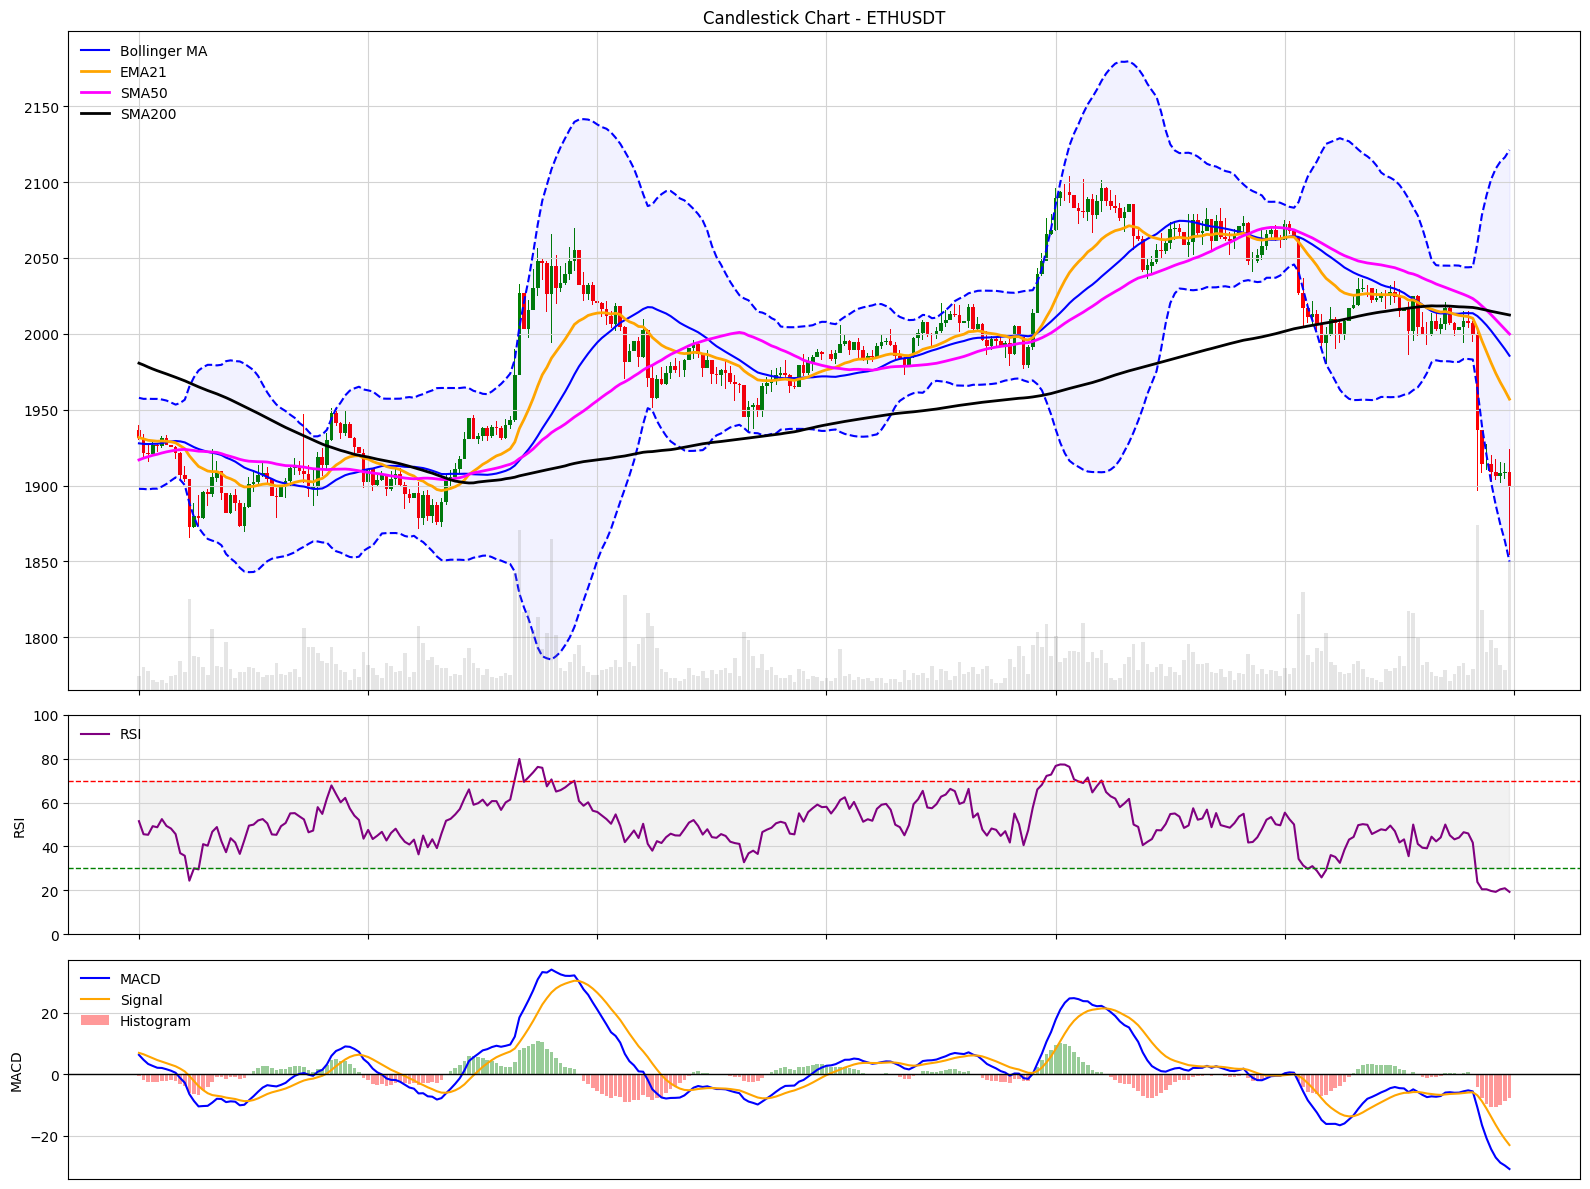 Candlestick Chart - ETHUSDT
Bollinger MA
EMA21
SMA50
SMA200
2150
2100
2050
2000
1950
1900
1850
1800
100
80
60
40
20
0
RSI
RSI
20
0
−20
MACD
MACD
Signal
Histogram